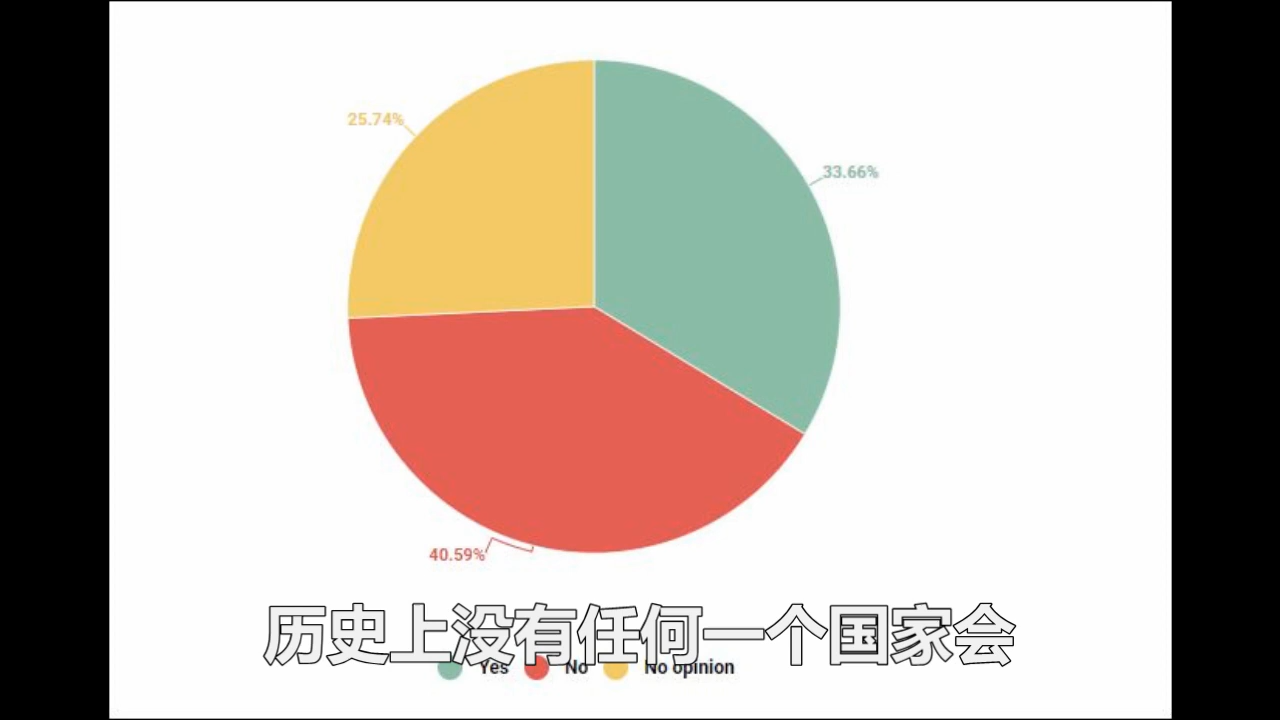 25.74%
33.66%
40.59%
历史上没有任何一个国家会
Yes No No opinion